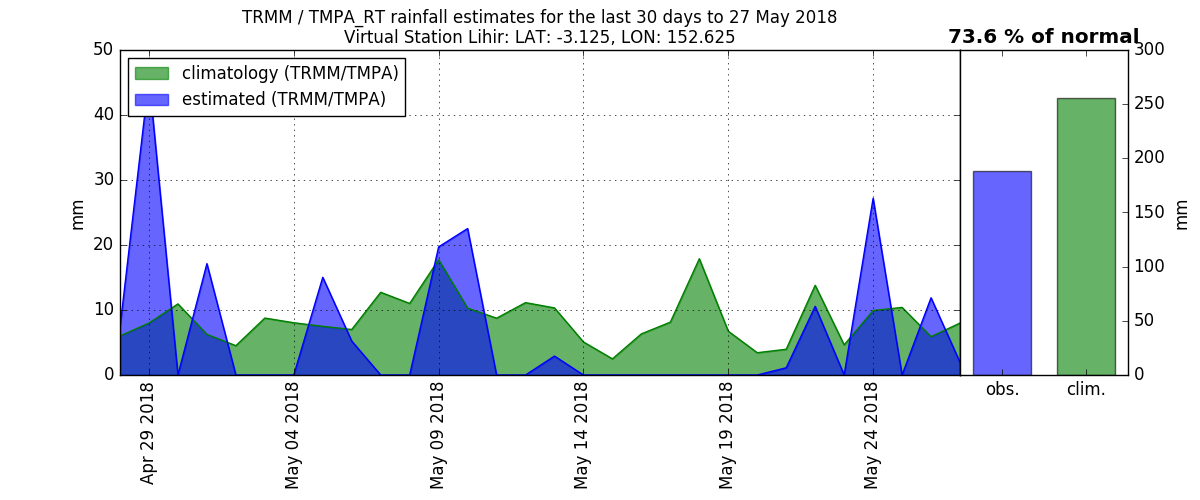 TRMM / TMPA_RT rainfall estimates for the last 30 days to 27 May 2018
Virtual Station Lihir: LAT: -3.125, LON: 152.625
73.6 % of normal
climatology (TRMM/TMPA)
estimated (TRMM/TMPA)
50
40
30
20
10
0
mm
Apr 29 2018
May 04 2018
May 09 2018
May 14 2018
May 19 2018
May 24 2018
300
250
200
150
100
50
0
mm
obs.
clim.